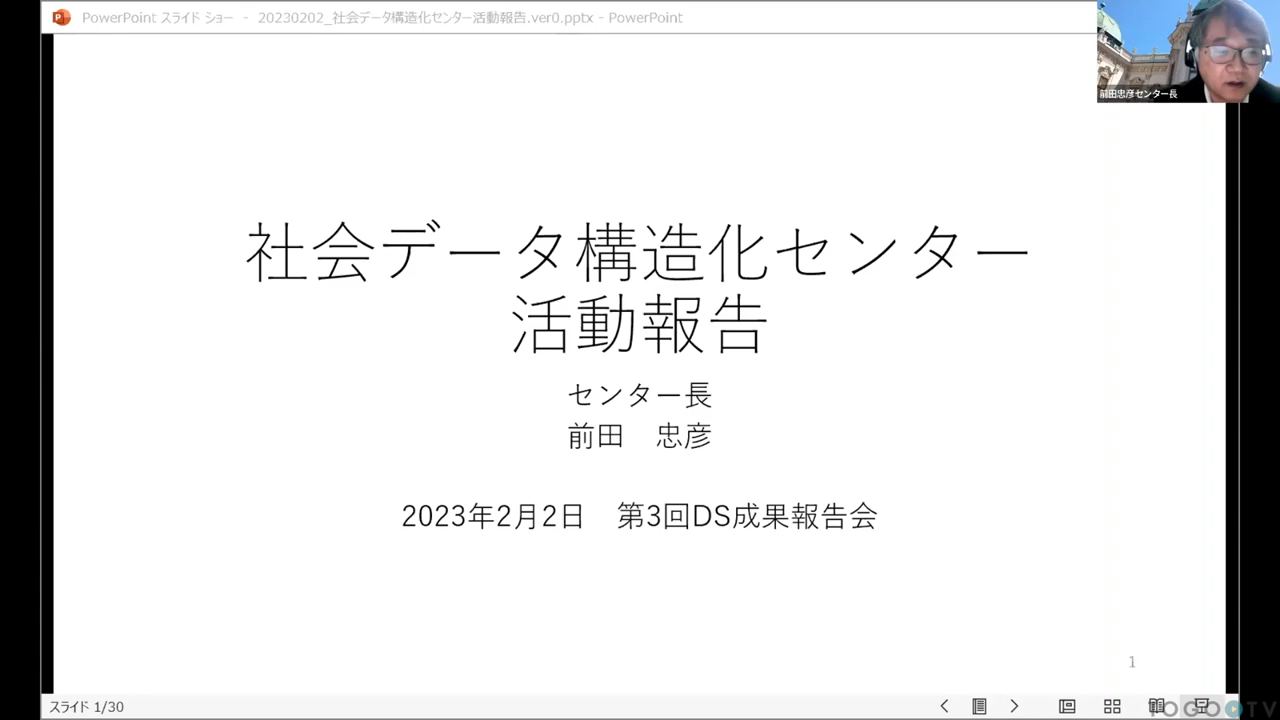 PowerPoint スライド ショー - 20230202_社会データ構造化センター活動報告.ver0.pptx - PowerPoint
前田忠彦センター長
社会データ構造化センター
活動報告
センター長
前田 忠彦
2023年2月2日 第3回DS成果報告会
1
スライド 1/30